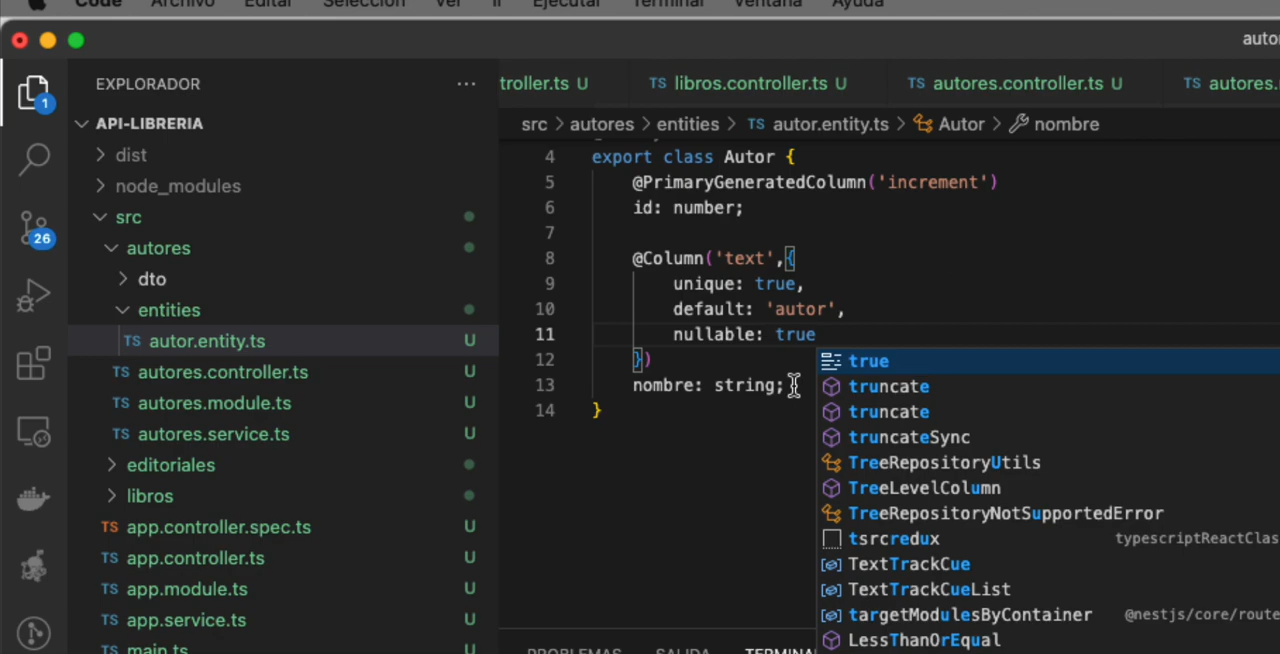 Code Archivo Editar Selección Ver Ir Ejecutar Terminal Ventana Ayuda
EXPLORADOR ...
1
API-LIBRERIA
dist
node_modules
src
26
autores
dto
entities
TS autor.entity.ts U
TS autores.controller.ts U
TS autores.module.ts U
TS autores.service.ts U
editoriales
libros
TS app.controller.spec.ts U
TS app.controller.ts U
TS app.module.ts U
TS app.service.ts U
main.ts U
troller.ts U TS libros.controller.ts U TS autores.controller.ts U TS autores.
src > autores > entities > TS autor.entity.ts > Autor > nombre
4 export class Autor {
5 @PrimaryGeneratedColumn('increment')
6 id: number;
7
8 @Column('text',{
9 unique: true,
10 default: 'autor',
11 nullable: true
12 })
13 nombre: string;
14 }
true
truncate
truncate
truncateSync
TreeRepositoryUtils
TreeLevelColumn
TreeRepositoryNotSupportedError
tsrcredux typescriptReactClas
TextTrackCue
TextTrackCueList
targetModulesByContainer @nestjs/core/route
LessThanOrEqual
PROBLEMAS SALIDA TERMINA